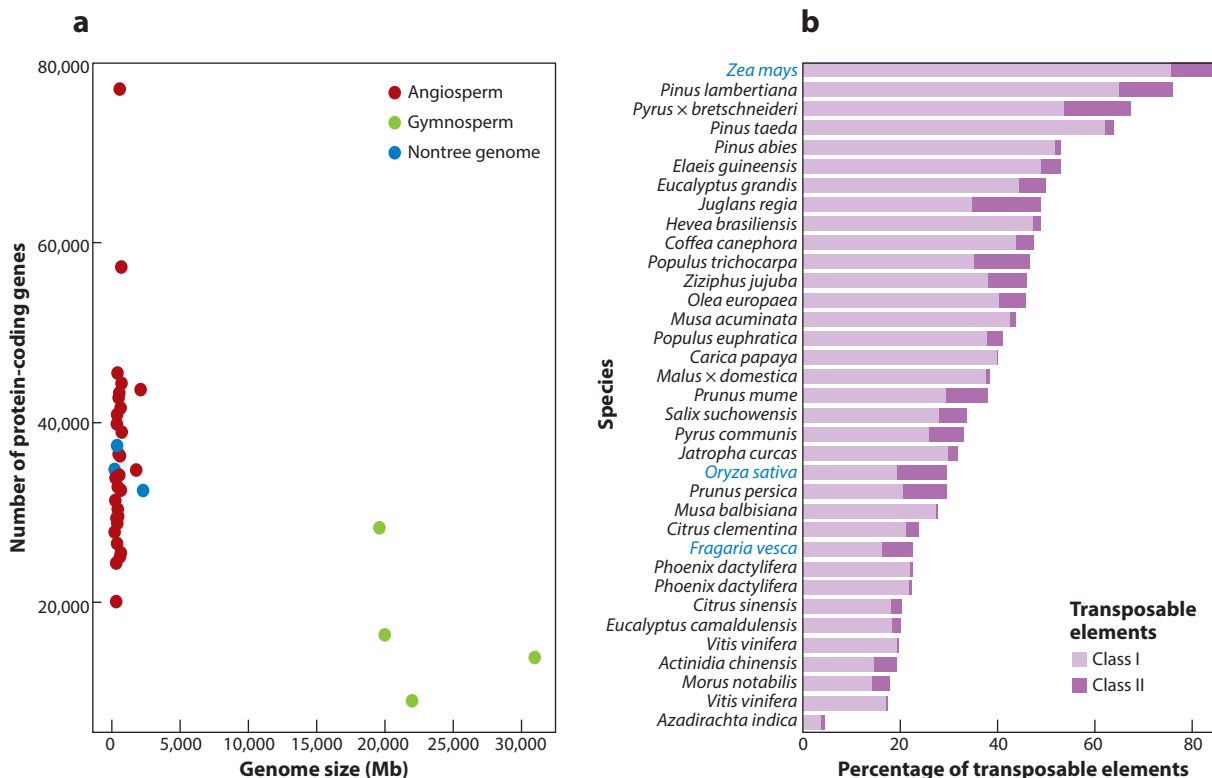 a
80,000
60,000
40,000
20,000
Number of protein-coding genes
Angiosperm
Gymnosperm
Nontree genome
0 5,000 10,000 15,000 20,000 25,000 30,000
Genome size (Mb)
b
Species
Zea mays
Pinus lambertiana
Pyrus × bretschneideri
Pinus taeda
Pinus abies
Elaeis guineensis
Eucalyptus grandis
Juglans regia
Hevea brasiliensis
Coffea canephora
Populus trichocarpa
Ziziphus jujuba
Olea europaea
Musa acuminata
Populus euphratica
Carica papaya
Malus × domestica
Prunus mume
Salix suchowensis
Pyrus communis
Jatropha curcas
Oryza sativa
Prunus persica
Musa balbisiana
Citrus clementina
Fragaria vesca
Phoenix dactylifera
Phoenix dactylifera
Citrus sinensis
Eucalyptus camaldulensis
Vitis vinifera
Actinidia chinensis
Morus notabilis
Vitis vinifera
Azadirachta indica
Transposable
elements
Class I
Class II
0 20 40 60 80
Percentage of transposable elements